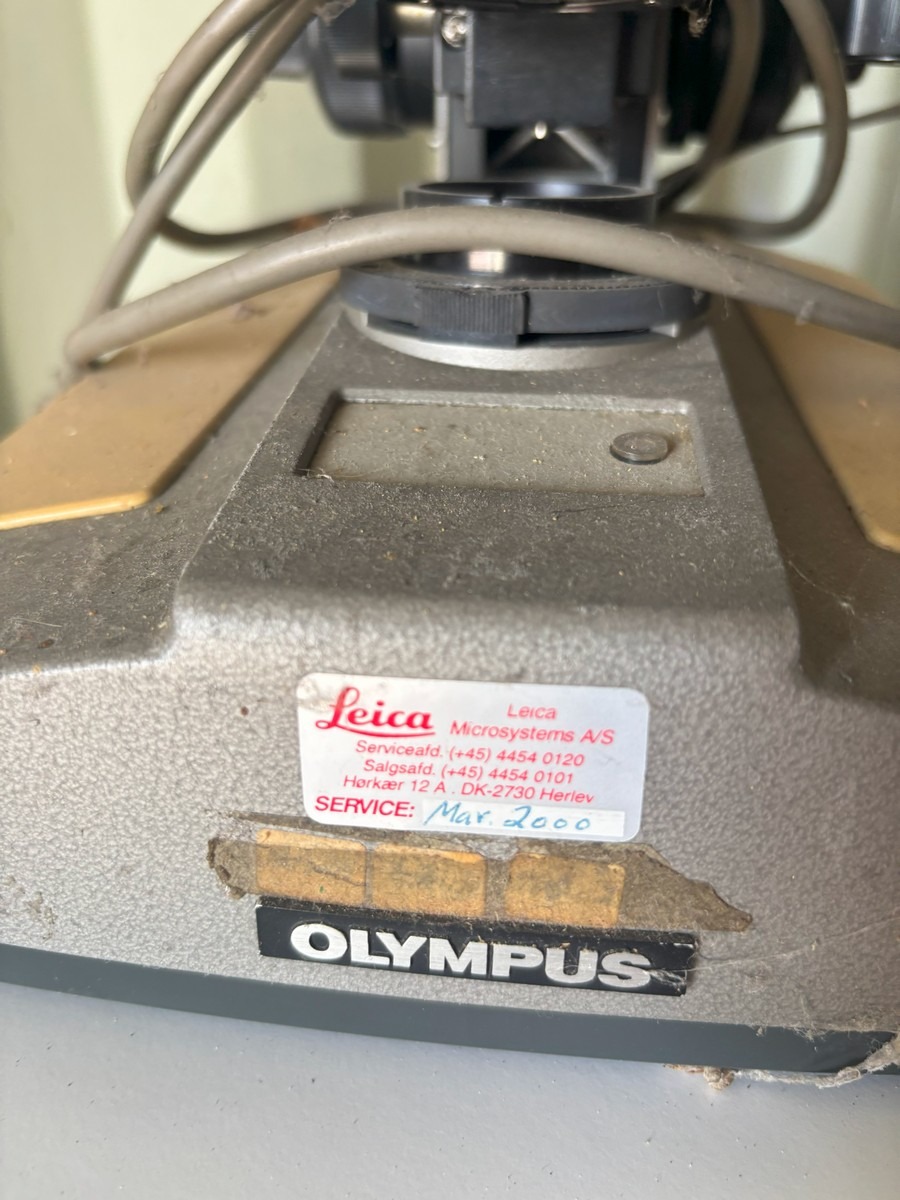 Leica
Leica
Microsystems A/S
Serviceafd. (+45) 4454 0120
Salgsafd. (+45) 4454 0101
Hørkær 12 A . DK-2730 Herlev
SERVICE: Mar. 2000
OLYMPUS